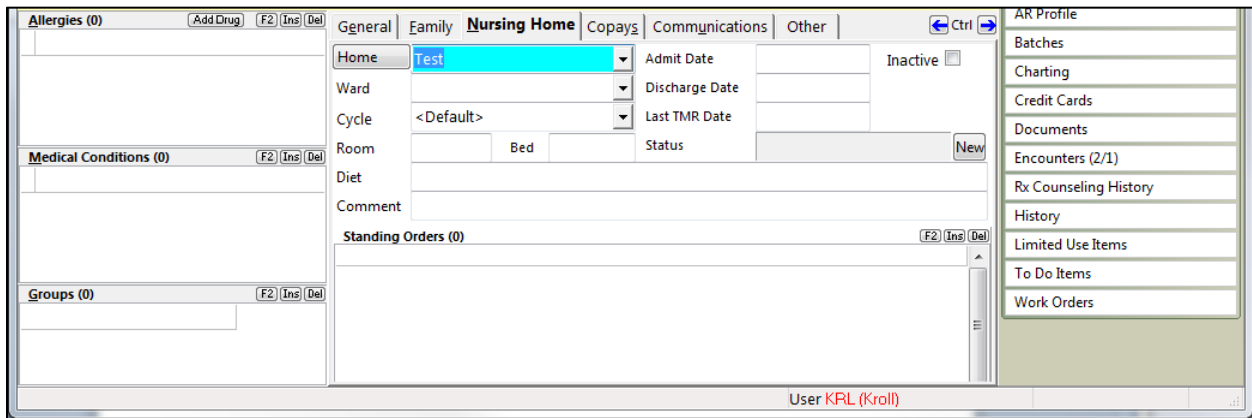 Allergies (0) Add Drug F2 Ins Del
Medical Conditions (0) F2 Ins Del
Groups (0) F2 Ins Del
General Family Nursing Home Copays Communications Other Ctrl
Home Test Admit Date Inactive
Ward Discharge Date
Cycle <Default> Last TMR Date
Room Bed Status New
Diet
Comment
Standing Orders (0) F2 Ins Del
AR Profile
Batches
Charting
Credit Cards
Documents
Encounters (2/1)
Rx Counseling History
History
Limited Use Items
To Do Items
Work Orders
User KRL (Kroll)